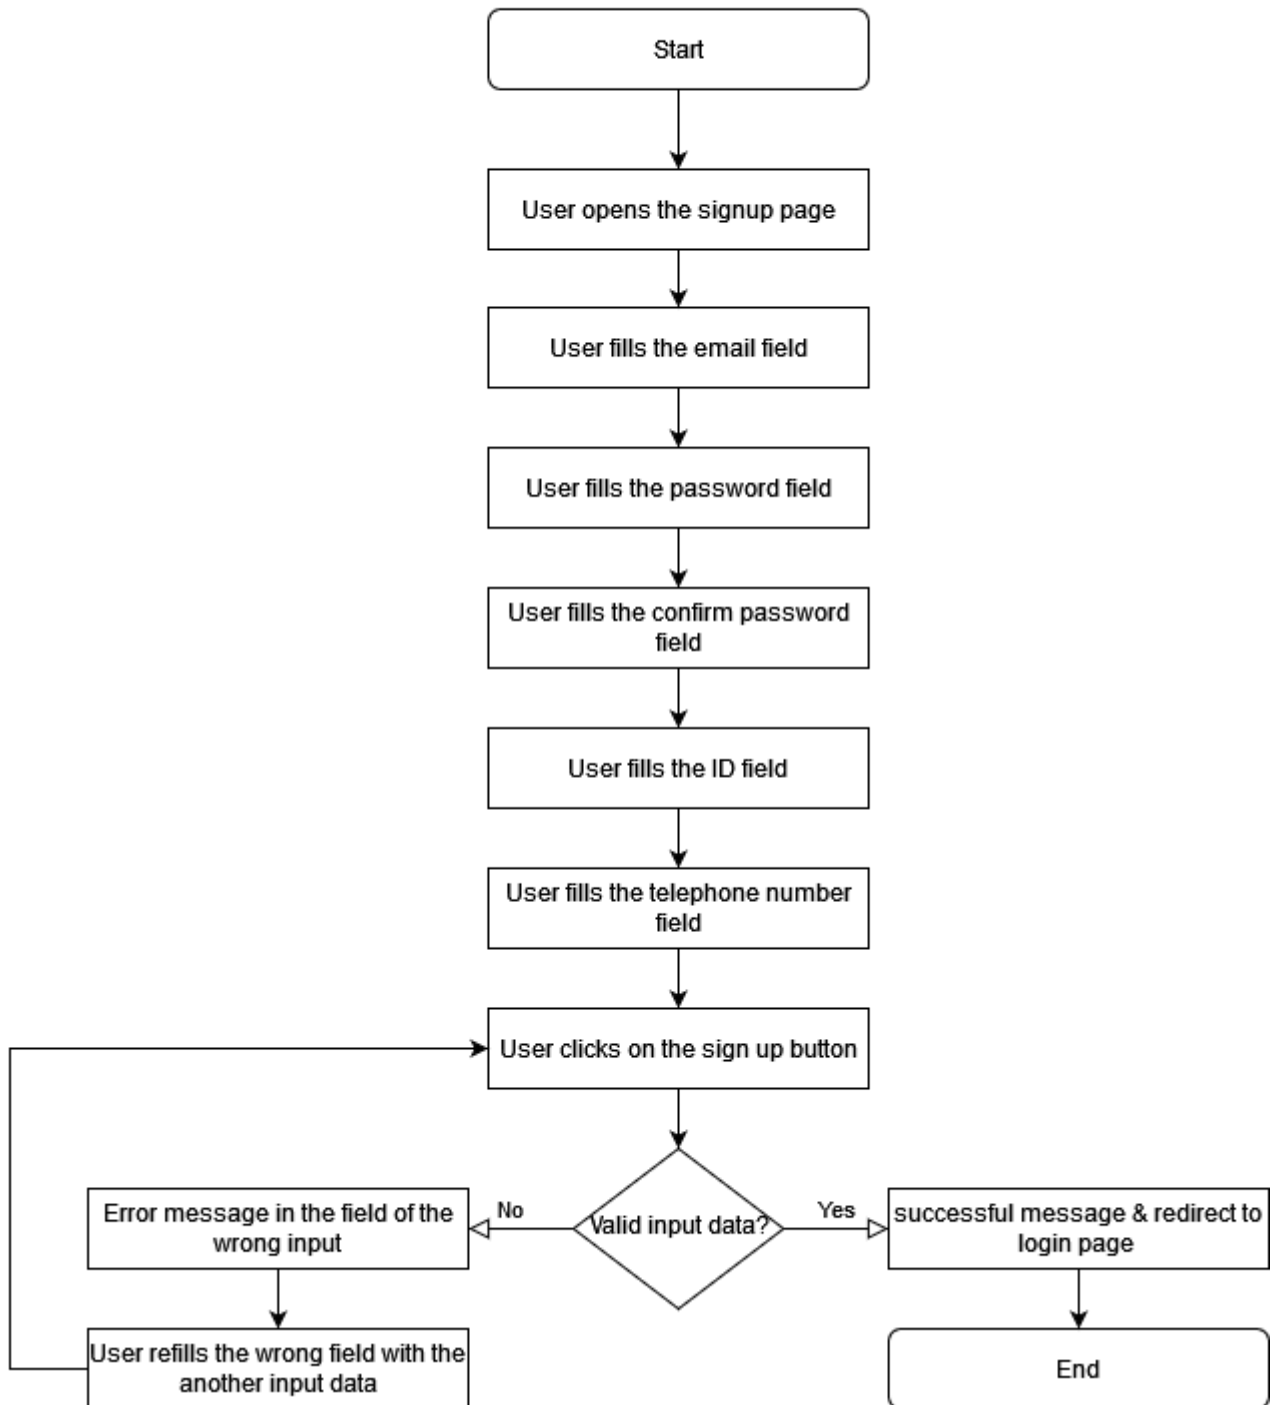 Start
User opens the signup page
User fills the email field
User fills the password field
User fills the confirm password
field
User fills the ID field
User fills the telephone number
field
User clicks on the sign up button
Valid input data?
No
Yes
Error message in the field of the
wrong input
successful message & redirect to
login page
User refills the wrong field with the
another input data
End